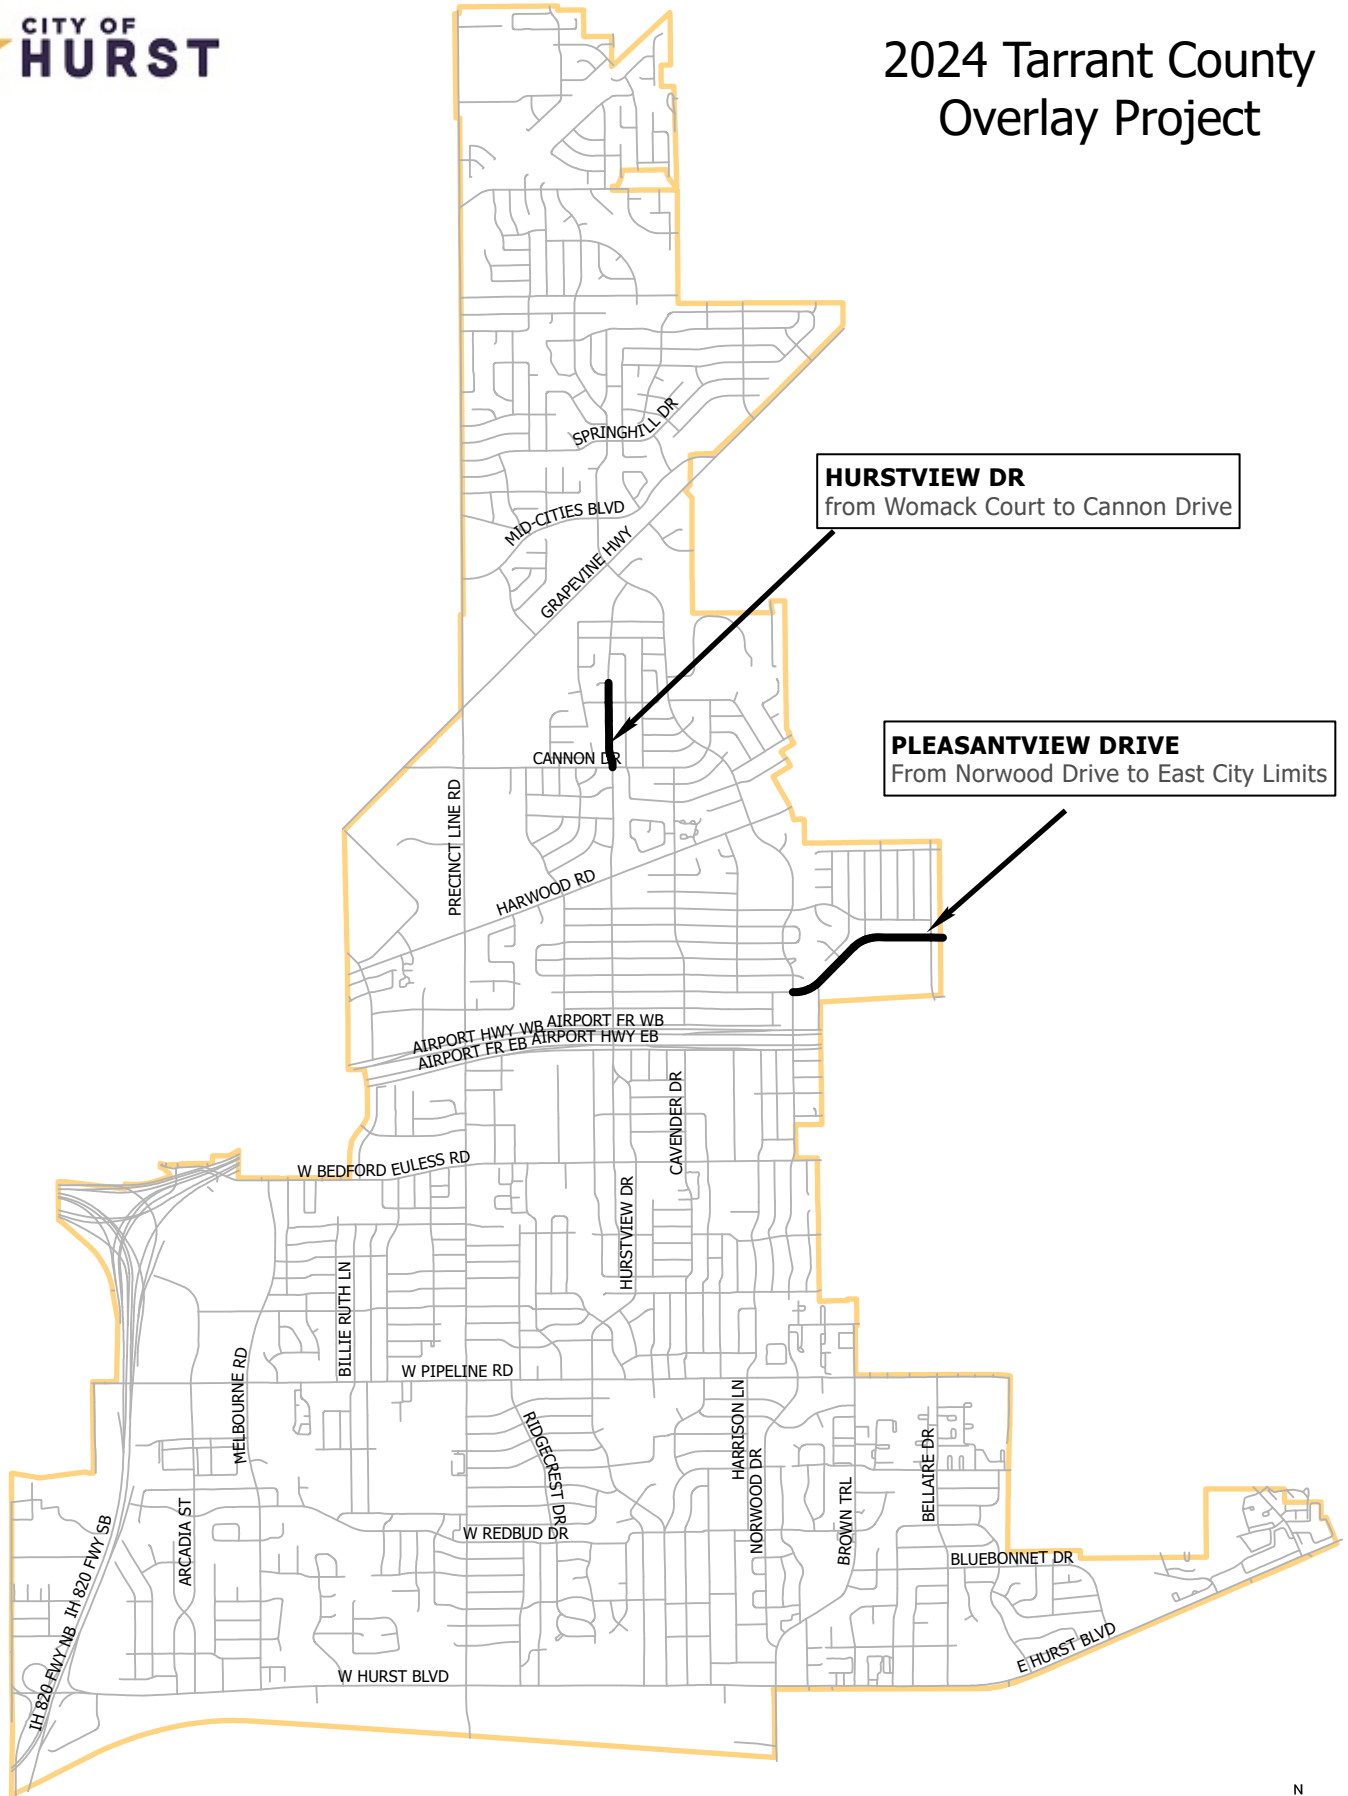 CITY OF
HURST
2024 Tarrant County
Overlay Project
SPRINGHILL DR
HURSTVIEW DR
from Womack Court to Cannon Drive
MID-CITIES BLVD
GRAPEVINE HWY
PLEASANTVIEW DRIVE
From Norwood Drive to East City Limits
CANNON DR
PRECINCT LINE RD
HARWOOD RD
AIRPORT HWY WB
AIRPORT FR WB
AIRPORT FR EB
AIRPORT HWY EB
CAVENDER DR
W BEDFORD EULESS RD
HURSTVIEW DR
BILLIE RUTH LN
MELBOURNE RD
W PIPELINE RD
HARRISON LN
RIDGECREST DR
NORWOOD DR
BELLAIRE DR
BROWN TRL
ARCADIA ST
W REDBUD DR
IH 820 FWY SB
BLUEBONNET DR
IH 820 FWY NB
E HURST BLVD
W HURST BLVD
N